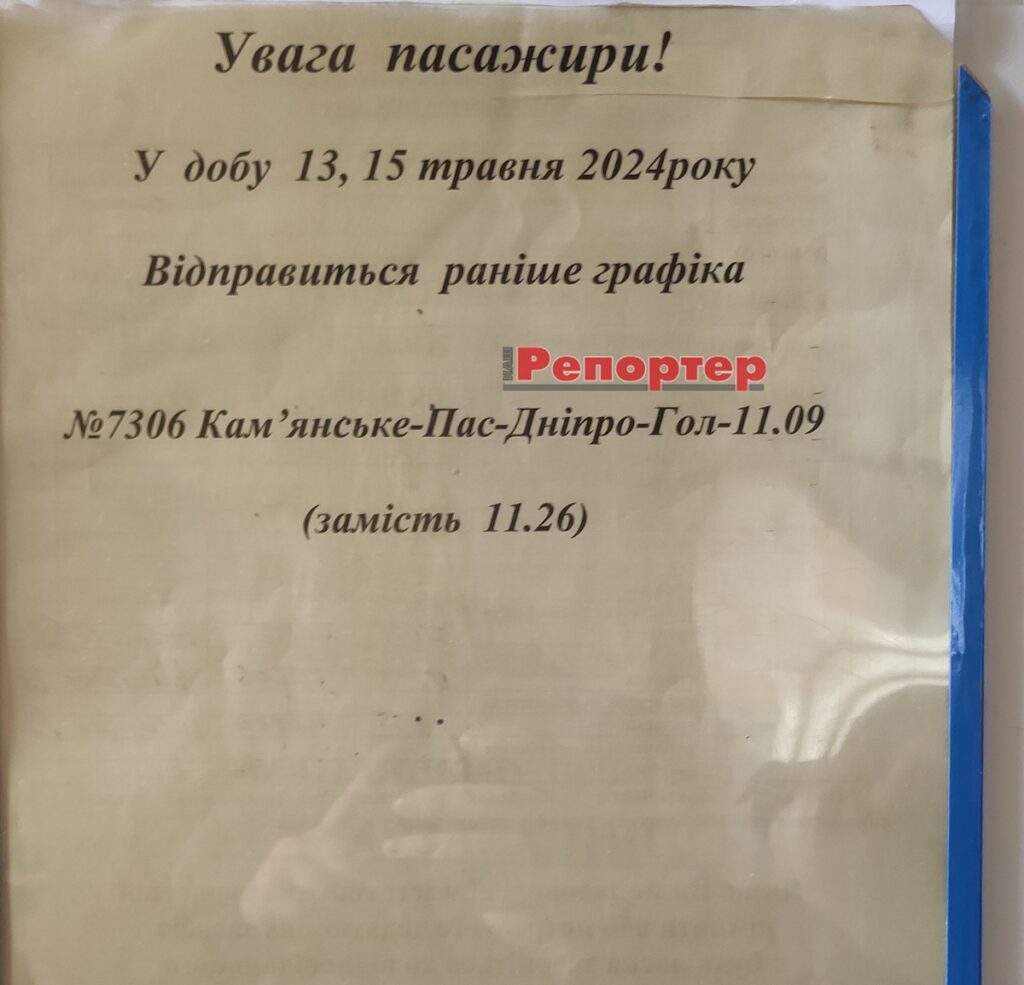 Увага пасажири!
У добу 13, 15 травня 2024року
Відправиться раніше графіка
наш Репортер
№7306 Кам’янське-Пас-Дніпро-Гол-11.09
(замість 11.26)